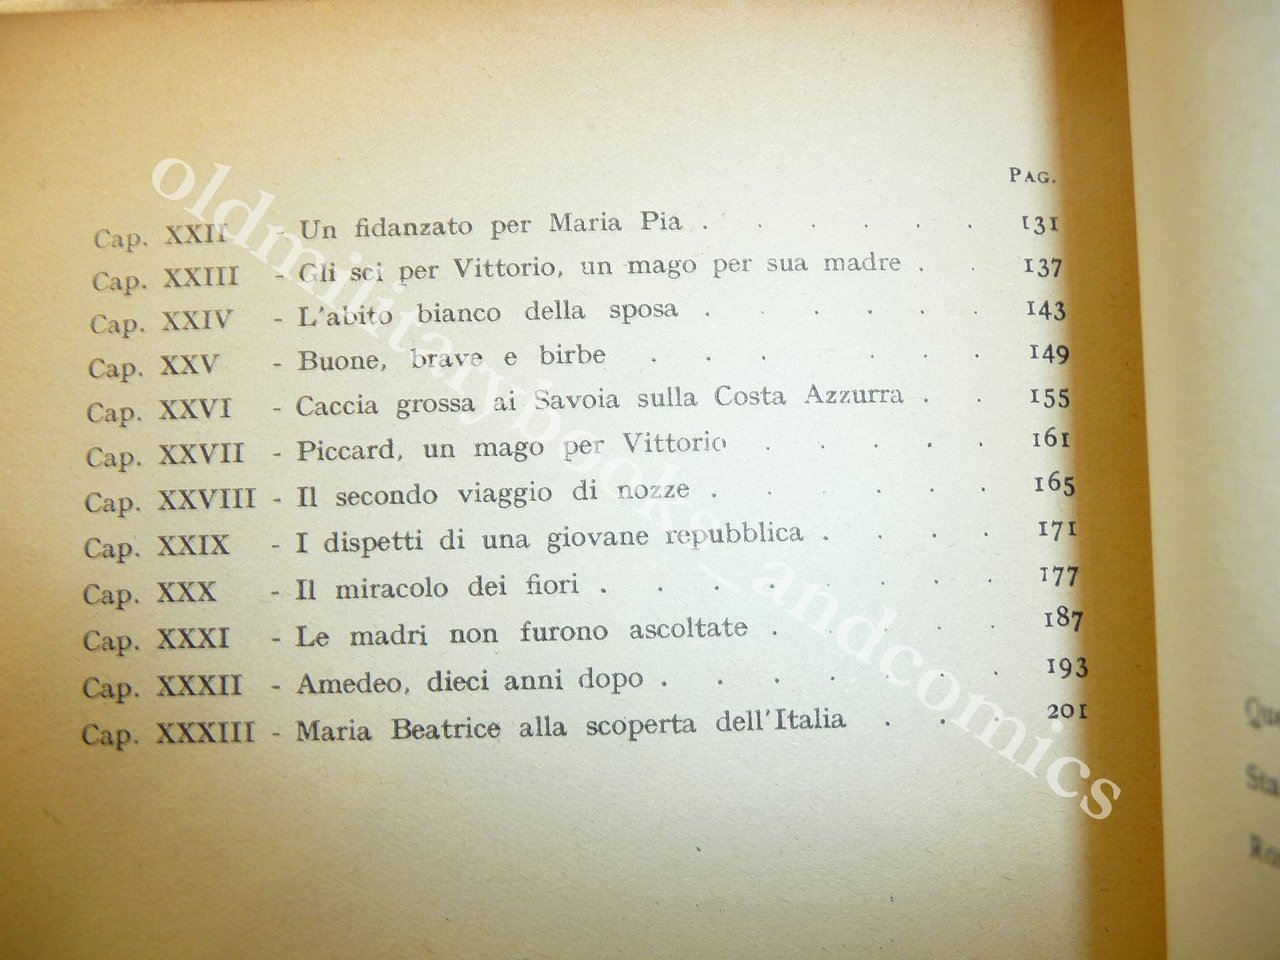 PAG.
Cap. XXII - Un fidanzato per Maria Pia . . . . . . 131
Cap. XXIII - Gli sci per Vittorio, un mago per sua madre . . 137
Cap. XXIV - L'abito bianco della sposa . . . . . . 143
Cap. XXV - Buone, brave e birbe . . . . . . 149
Cap. XXVI - Caccia grossa ai Savoia sulla Costa Azzurra . . 155
Cap. XXVII - Piccard, un mago per Vittorio . . . . . 161
Cap. XXVIII - Il secondo viaggio di nozze . . . . . . 165
Cap. XXIX - I dispetti di una giovane repubblica . . . . 171
Cap. XXX - Il miracolo dei fiori . . . . . . . . 177
Cap. XXXI - Le madri non furono ascoltate . . . . . 187
Cap. XXXII - Amedeo, dieci anni dopo . . . . . . . 193
Cap. XXXIII - Maria Beatrice alla scoperta dell'Italia . . . 201
oldmilitarybooks_andcomics